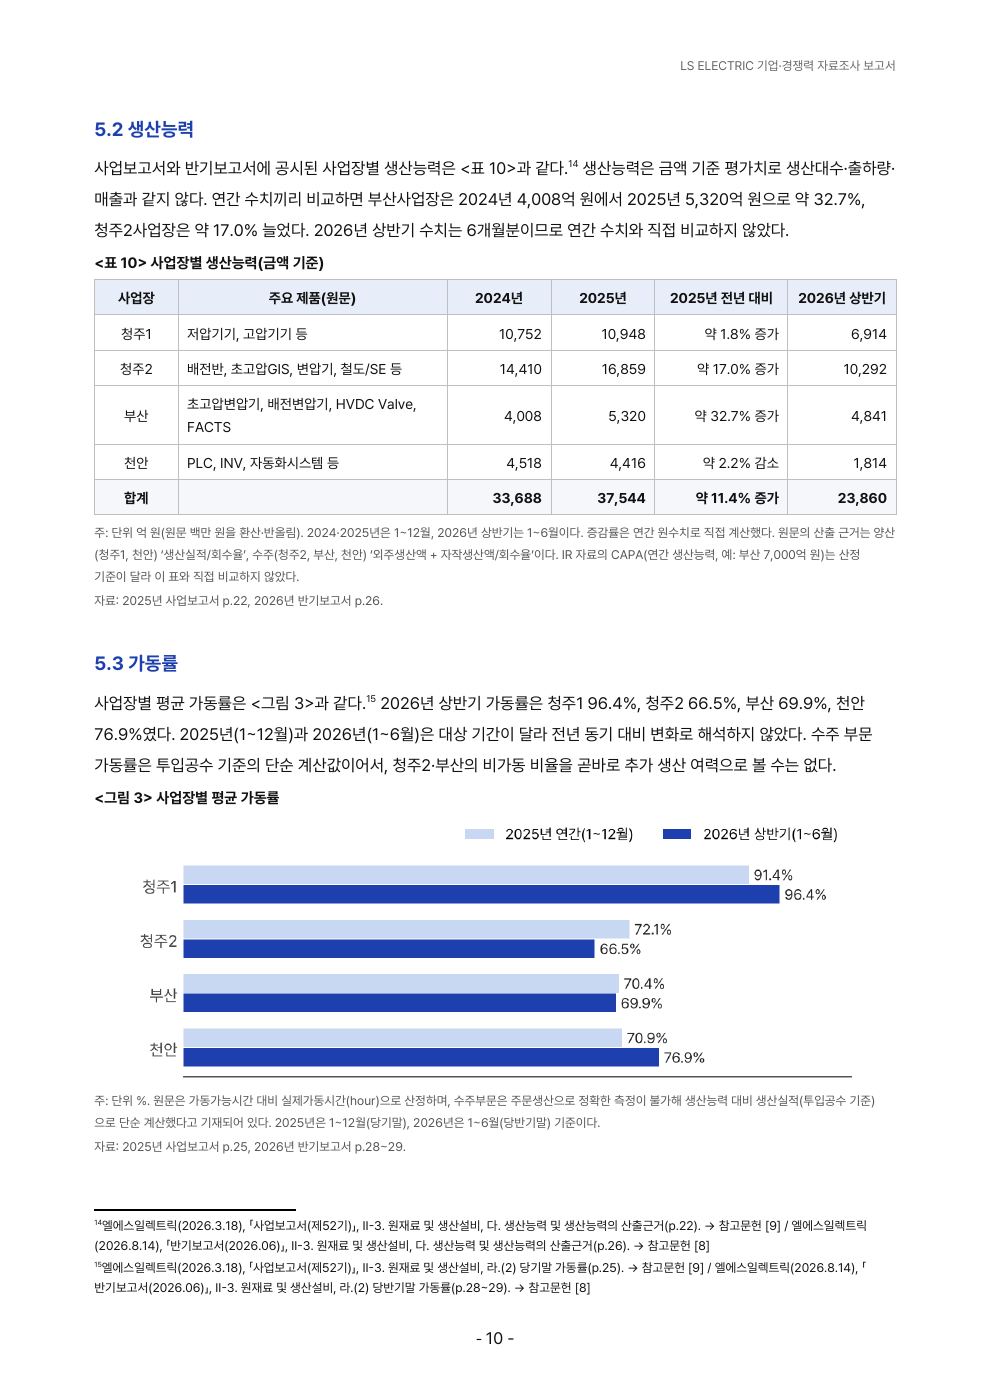 LS ELECTRIC 기업·경쟁력 자료조사 보고서
5.2 생산능력
사업보고서와 반기보고서에 공시된 사업장별 생산능력은 <표 10>과 같다.¹⁴ 생산능력은 금액 기준 평가치로 생산대수·출하량·
매출과 같지 않다. 연간 수치끼리 비교하면 부산사업장은 2024년 4,008억 원에서 2025년 5,320억 원으로 약 32.7%,
청주2사업장은 약 17.0% 늘었다. 2026년 상반기 수치는 6개월분이므로 연간 수치와 직접 비교하지 않았다.
<표 10> 사업장별 생산능력(금액 기준)
사업장 주요 제품(원문) 2024년 2025년 2025년 전년 대비 2026년 상반기
청주1 저압기기, 고압기기 등 10,752 10,948 약 1.8% 증가 6,914
청주2 배전반, 초고압GIS, 변압기, 철도/SE 등 14,410 16,859 약 17.0% 증가 10,292
부산 초고압변압기, 배전변압기, HVDC Valve, 4,008 5,320 약 32.7% 증가 4,841
FACTS
천안 PLC, INV, 자동화시스템 등 4,518 4,416 약 2.2% 감소 1,814
합계 33,688 37,544 약 11.4% 증가 23,860
주: 단위 억 원(원문 백만 원을 환산·반올림). 2024·2025년은 1~12월, 2026년 상반기는 1~6월이다. 증감률은 연간 원수치로 직접 계산했다. 원문의 산출 근거는 양산
(청주1, 천안) ‘생산실적/회수율’, 수주(청주2, 부산, 천안) ‘외주생산액 + 자작생산액/회수율’이다. IR 자료의 CAPA(연간 생산능력, 예: 부산 7,000억 원)는 산정
기준이 달라 이 표와 직접 비교하지 않았다.
자료: 2025년 사업보고서 p.22, 2026년 반기보고서 p.26.
5.3 가동률
사업장별 평균 가동률은 <그림 3>과 같다.¹⁵ 2026년 상반기 가동률은 청주1 96.4%, 청주2 66.5%, 부산 69.9%, 천안
76.9%였다. 2025년(1~12월)과 2026년(1~6월)은 대상 기간이 달라 전년 동기 대비 변화로 해석하지 않았다. 수주 부문
가동률은 투입공수 기준의 단순 계산값이어서, 청주2·부산의 비가동 비율을 곧바로 추가 생산 여력으로 볼 수는 없다.
<그림 3> 사업장별 평균 가동률
2025년 연간(1~12월) 2026년 상반기(1~6월)
청주1 91.4%
96.4%
청주2 72.1%
66.5%
부산 70.4%
69.9%
천안 70.9%
76.9%
주: 단위 %. 원문은 가동가능시간 대비 실제가동시간(hour)으로 산정하며, 수주부문은 주문생산으로 정확한 측정이 불가해 생산능력 대비 생산실적(투입공수 기준)
으로 단순 계산했다고 기재되어 있다. 2025년은 1~12월(당기말), 2026년은 1~6월(당반기말) 기준이다.
자료: 2025년 사업보고서 p.25, 2026년 반기보고서 p.28~29.
¹⁴엘에스일렉트릭(2026.3.18), 「사업보고서(제52기)」, II-3. 원재료 및 생산설비, 다. 생산능력 및 생산능력의 산출근거(p.22). → 참고문헌 [9] / 엘에스일렉트릭
(2026.8.14), 「반기보고서(2026.06)」, II-3. 원재료 및 생산설비, 다. 생산능력 및 생산능력의 산출근거(p.26). → 참고문헌 [8]
¹⁵엘에스일렉트릭(2026.3.18), 「사업보고서(제52기)」, II-3. 원재료 및 생산설비, 라.(2) 당기말 가동률(p.25). → 참고문헌 [9] / 엘에스일렉트릭(2026.8.14), 「
반기보고서(2026.06)」, II-3. 원재료 및 생산설비, 라.(2) 당반기말 가동률(p.28~29). → 참고문헌 [8]
- 10 -